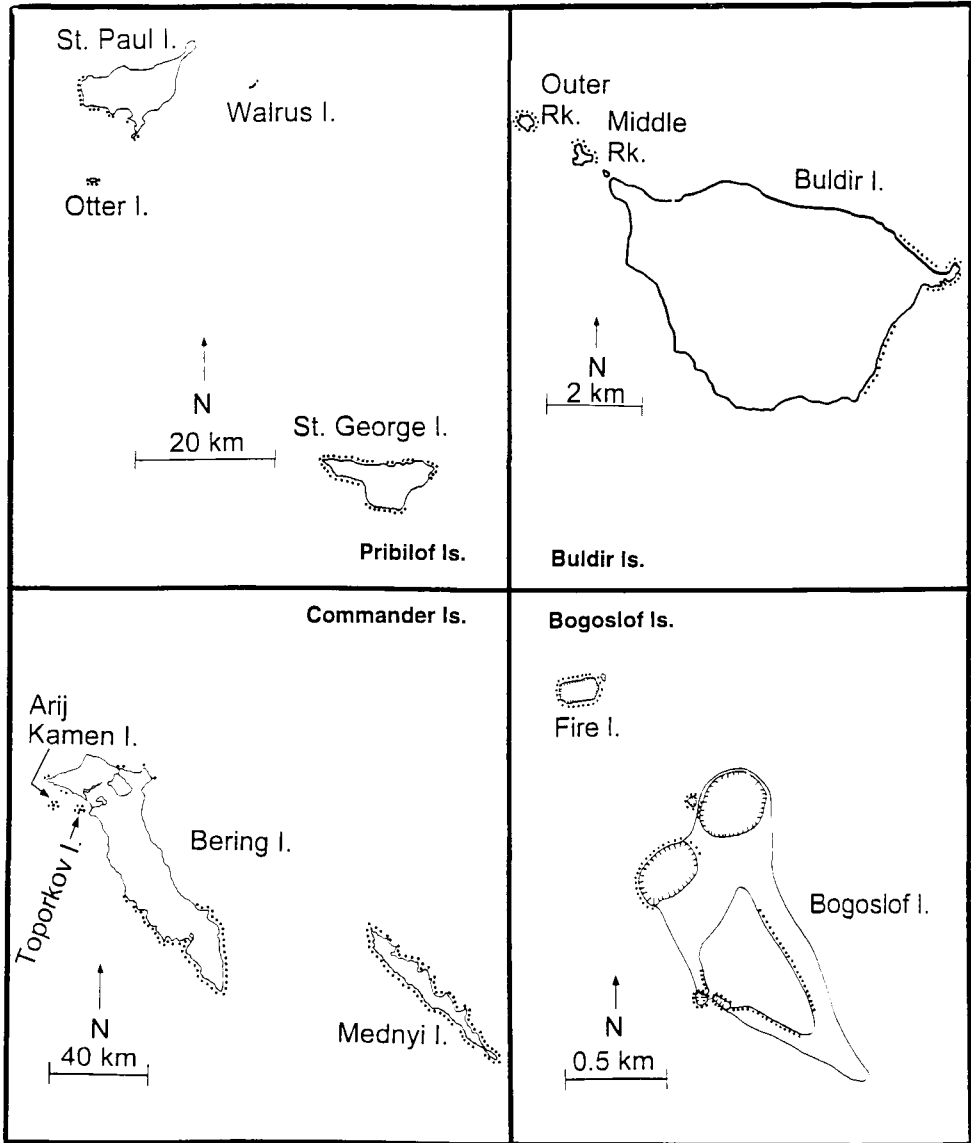 St. Paul I.
Walrus I.
Otter I.
N
20 km
St. George I.
Pribilof Is.
Outer
Rk.
Middle
Rk.
Buldir I.
N
2 km
Buldir Is.
Commander Is.
Arij
Kamen I.
Toporkov I.
Bering I.
N
40 km
Mednyi I.
Bogoslof Is.
Fire I.
Bogoslof I.
N
0.5 km